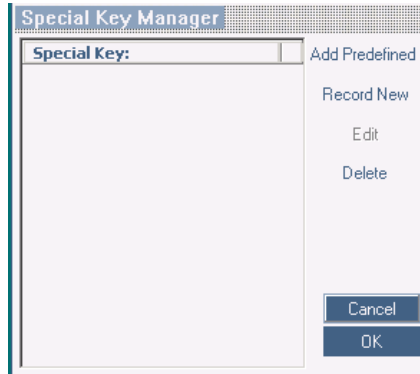 Special Key Manager
Special Key:
Add Predefined
Record New
Edit
Delete
Cancel
OK